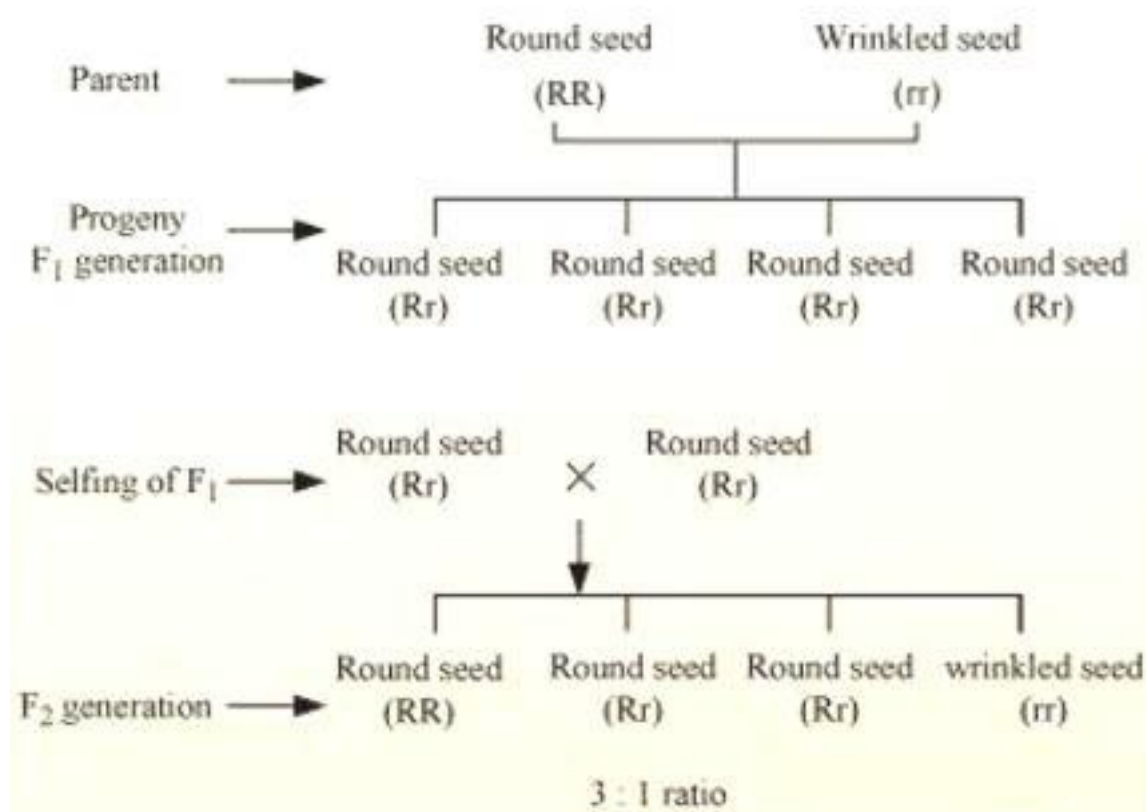 Round seed Wrinkled seed
Parent (RR) (rr)
Progeny
F₁ generation
Round seed Round seed Round seed Round seed
(Rr) (Rr) (Rr) (Rr)
Round seed Round seed
Selfing of F₁ (Rr) × (Rr)
Round seed Round seed Round seed wrinkled seed
F₂ generation (RR) (Rr) (Rr) (rr)
3 : 1 ratio